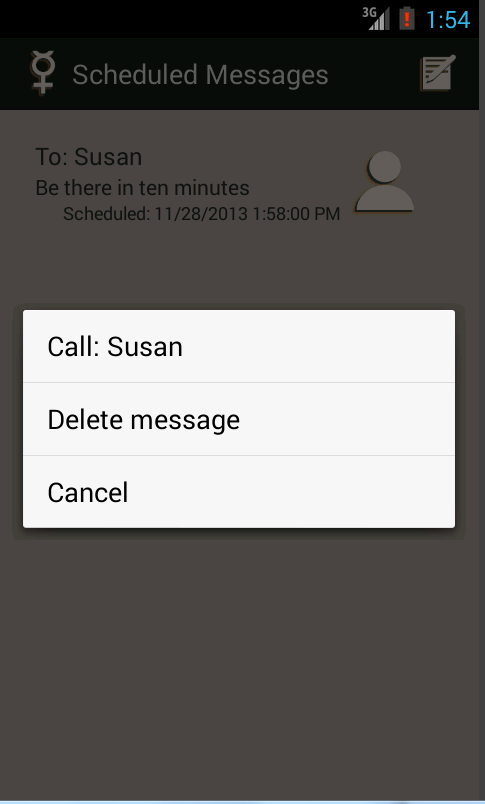 3G 1:54
Scheduled Messages
To: Susan
Be there in ten minutes
Scheduled: 11/28/2013 1:58:00 PM
Call: Susan
Delete message
Cancel